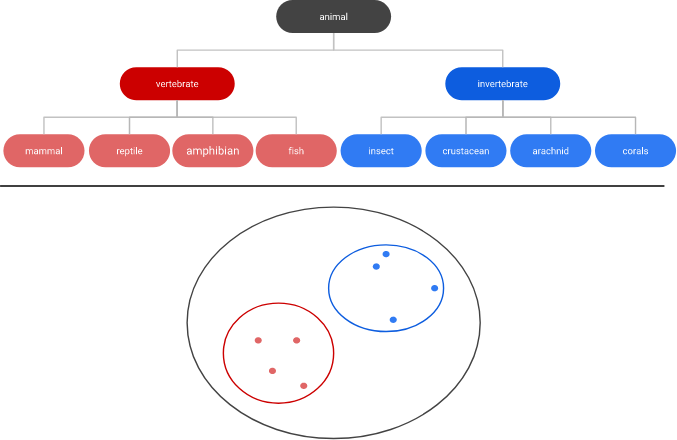 animal
vertebrate
invertebrate
mammal
reptile
amphibian
fish
insect
crustacean
arachnid
corals